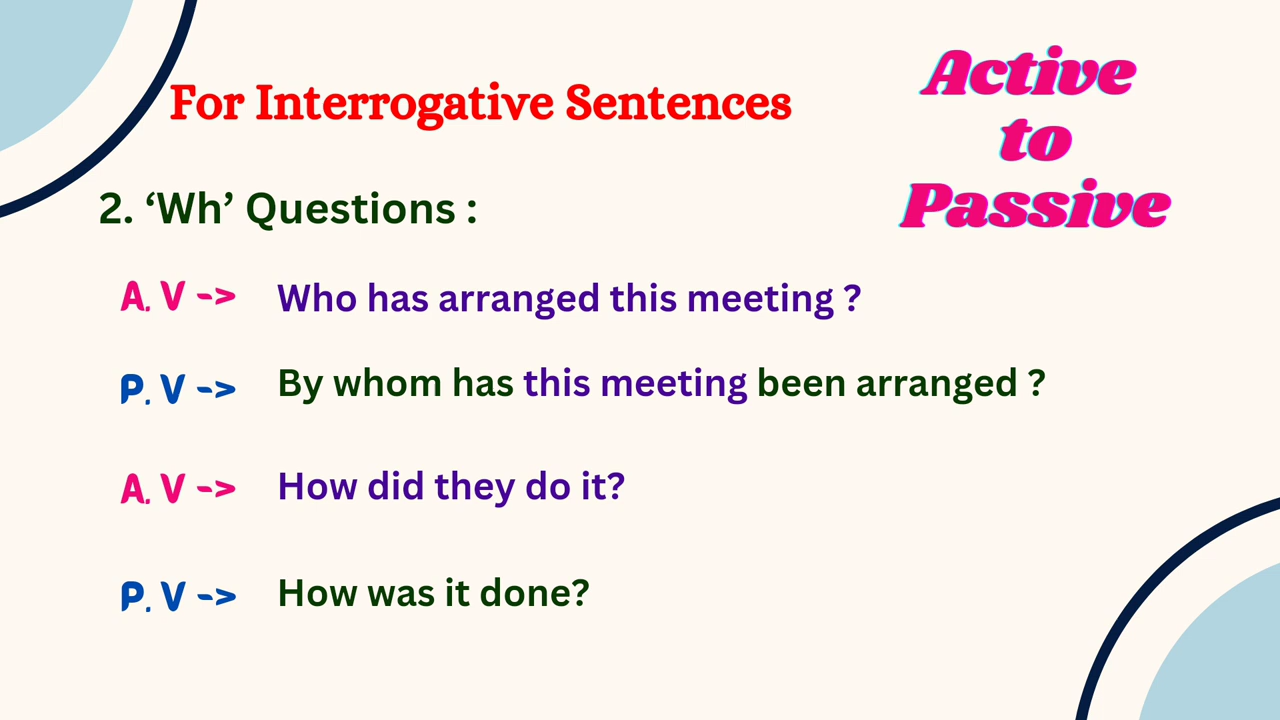 For Interrogative Sentences
Active
to
Passive
2. ‘Wh’ Questions :
A. V -> Who has arranged this meeting ?
P. V -> By whom has this meeting been arranged ?
A. V -> How did they do it?
P. V -> How was it done?